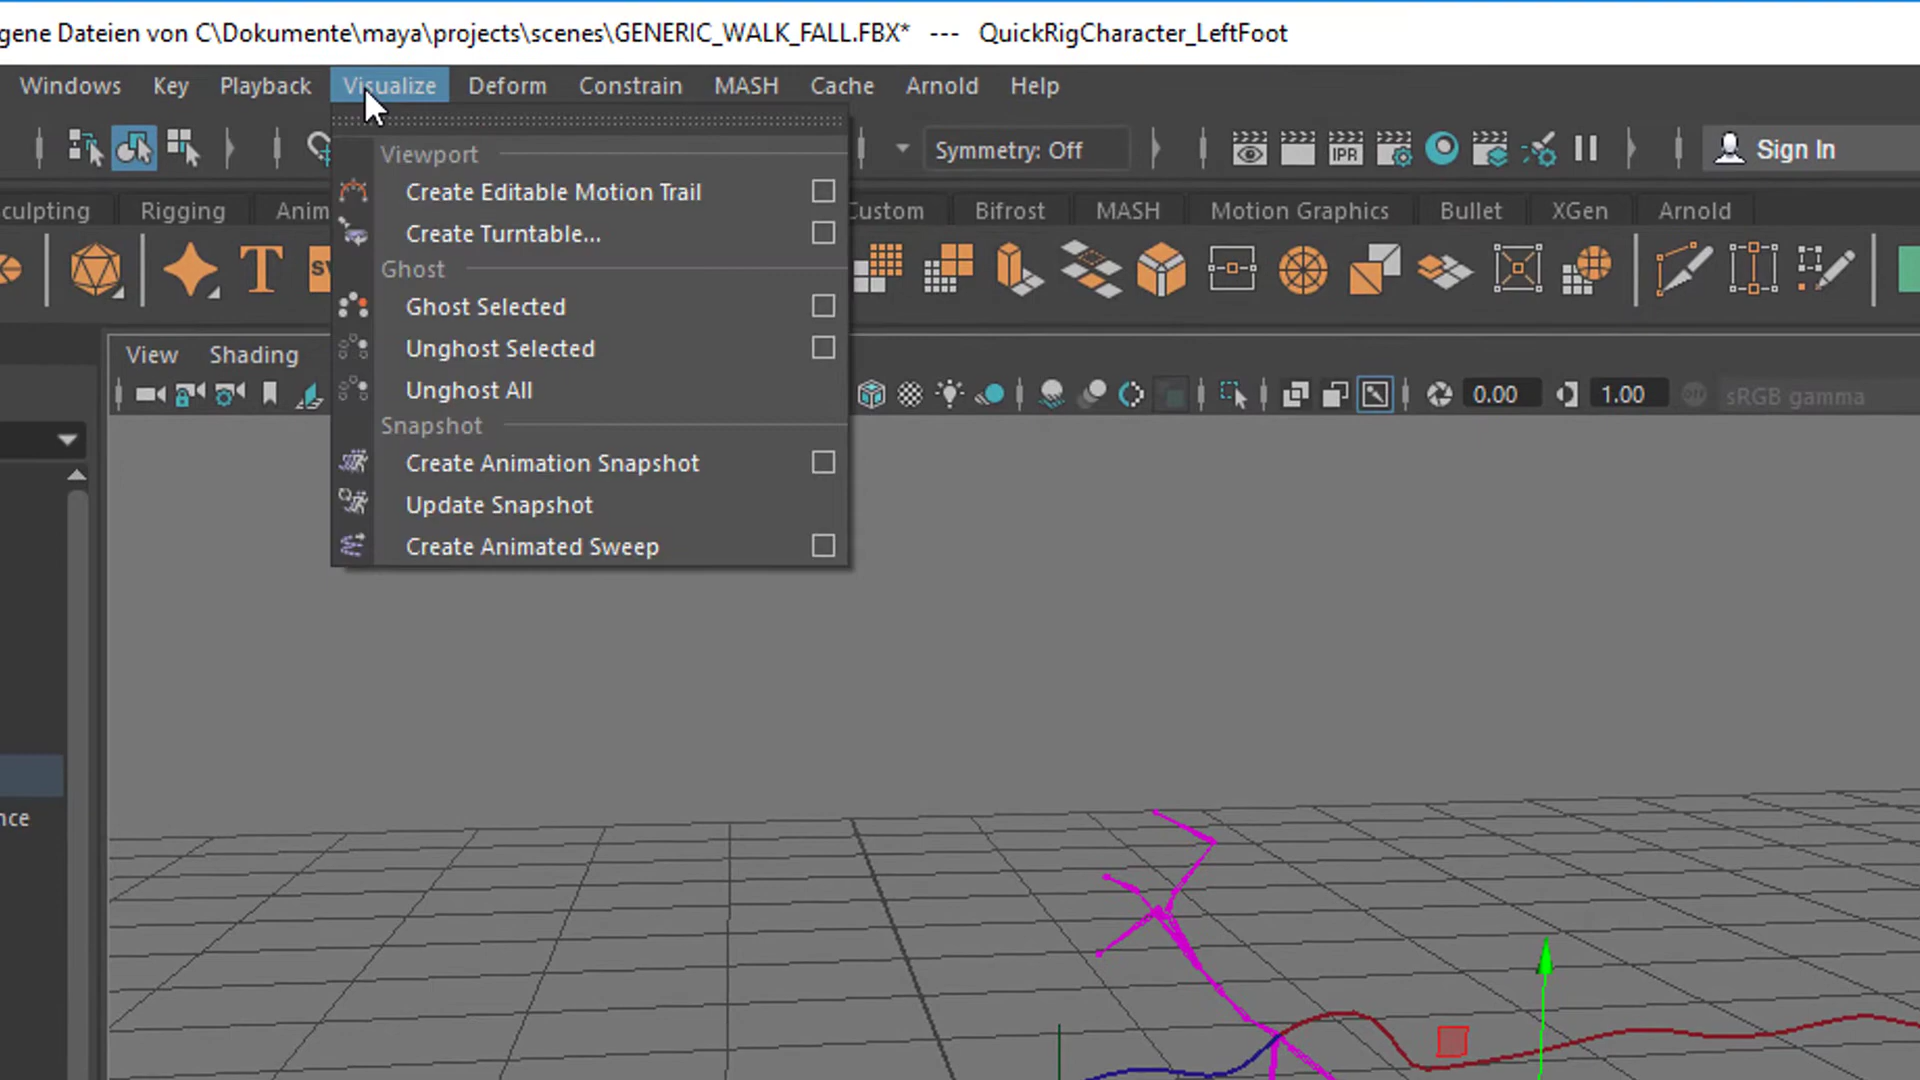 gene Dateien von C\Dokumente\maya\projects\scenes\GENERIC_WALK_FALL.FBX* --- QuickRigCharacter_LeftFoot
Windows Key Playback Visualize Deform Constrain MASH Cache Arnold Help
Symmetry: Off IPR Sign In
culpting Rigging Anim Custom Bifrost MASH Motion Graphics Bullet XGen Arnold
T SV
Viewport
Create Editable Motion Trail
Create Turntable...
Ghost
Ghost Selected
Unghost Selected
Unghost All
Snapshot
Create Animation Snapshot
Update Snapshot
Create Animated Sweep
View Shading
0.00 1.00 sRGB gamma
nce